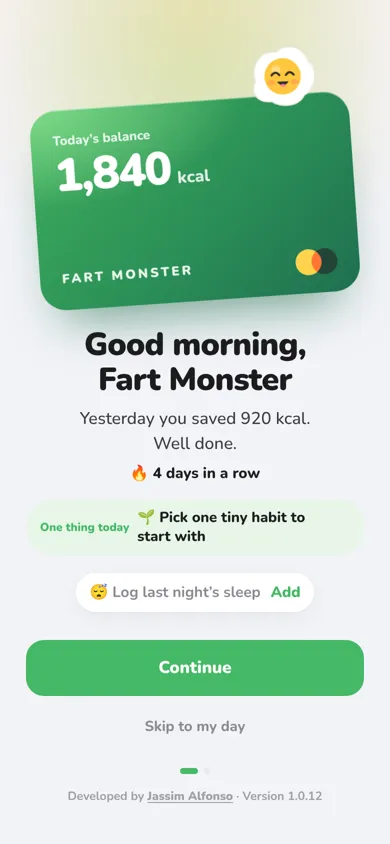 Today's balance
1,840 kcal
FART MONSTER
Good morning,
Fart Monster
Yesterday you saved 920 kcal.
Well done.
🔥 4 days in a row
One thing today 🌱 Pick one tiny habit to
start with
😴 Log last night's sleep Add
Continue
Skip to my day
Developed by Jassim Alfonso · Version 1.0.12